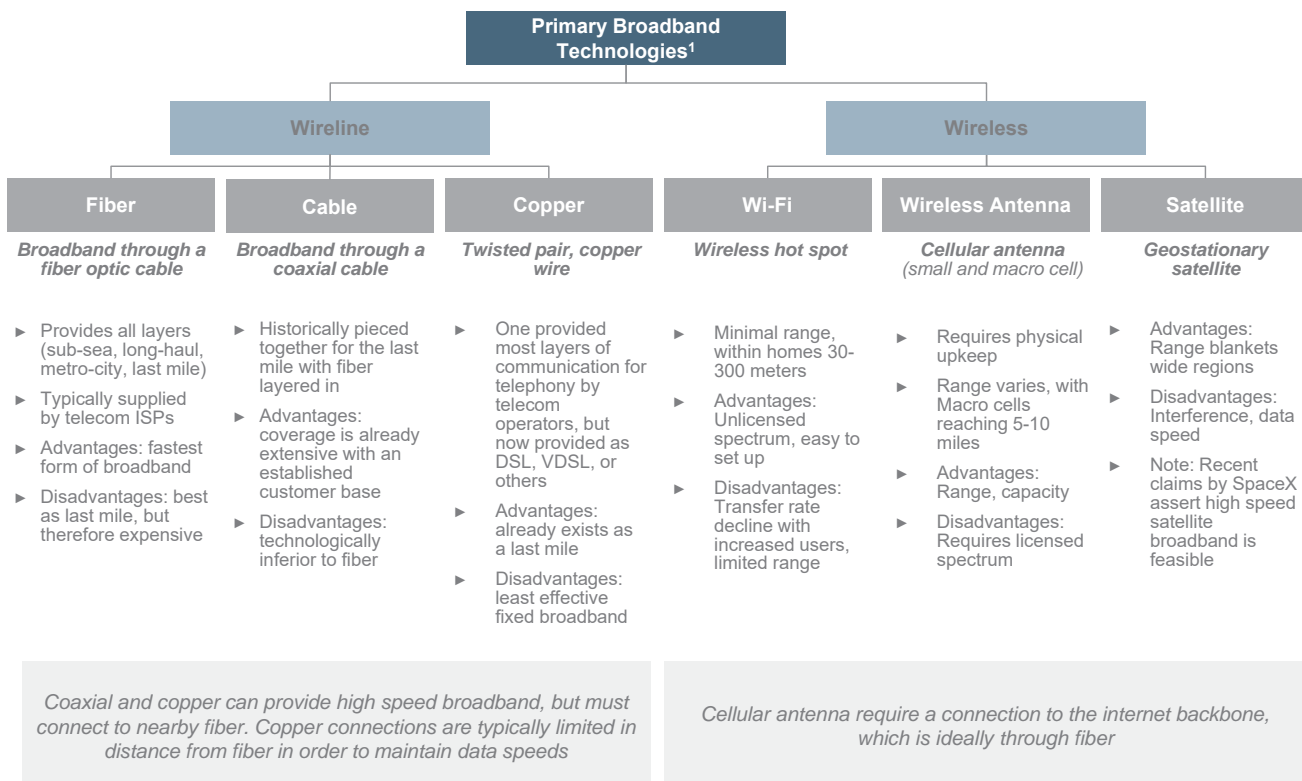 Primary Broadband
Technologies¹
Wireline
Wireless
Fiber
Cable
Copper
Wi-Fi
Wireless Antenna
Satellite
Broadband through a
fiber optic cable
Broadband through a
coaxial cable
Twisted pair, copper
wire
Wireless hot spot
Cellular antenna
(small and macro cell)
Geostationary
satellite
► Provides all layers
(sub-sea, long-haul,
metro-city, last mile)
► Typically supplied
by telecom ISPs
► Advantages: fastest
form of broadband
► Disadvantages: best
as last mile, but
therefore expensive
► Historically pieced
together for the last
mile with fiber
layered in
► Advantages:
coverage is already
extensive with an
established
customer base
► Disadvantages:
technologically
inferior to fiber
► One provided
most layers of
communication for
telephony by
telecom
operators, but
now provided as
DSL, VDSL, or
others
► Advantages:
already exists as
a last mile
► Disadvantages:
least effective
fixed broadband
► Minimal range,
within homes 30-
300 meters
► Advantages:
Unlicensed
spectrum, easy to
set up
► Disadvantages:
Transfer rate
decline with
increased users,
limited range
► Requires physical
upkeep
► Range varies, with
Macro cells
reaching 5-10
miles
► Advantages:
Range, capacity
► Disadvantages:
Requires licensed
spectrum
► Advantages:
Range blankets
wide regions
► Disadvantages:
Interference, data
speed
► Note: Recent
claims by SpaceX
assert high speed
satellite
broadband is
feasible
Coaxial and copper can provide high speed broadband, but must
connect to nearby fiber. Copper connections are typically limited in
distance from fiber in order to maintain data speeds
Cellular antenna require a connection to the internet backbone,
which is ideally through fiber